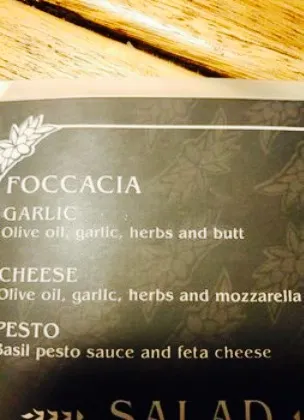 FOCCACIA
GARLIC
Olive oil, garlic, herbs and butt
CHEESE
Olive oil, garlic, herbs and mozzarella
PESTO
Basil pesto sauce and feta cheese
SALAD